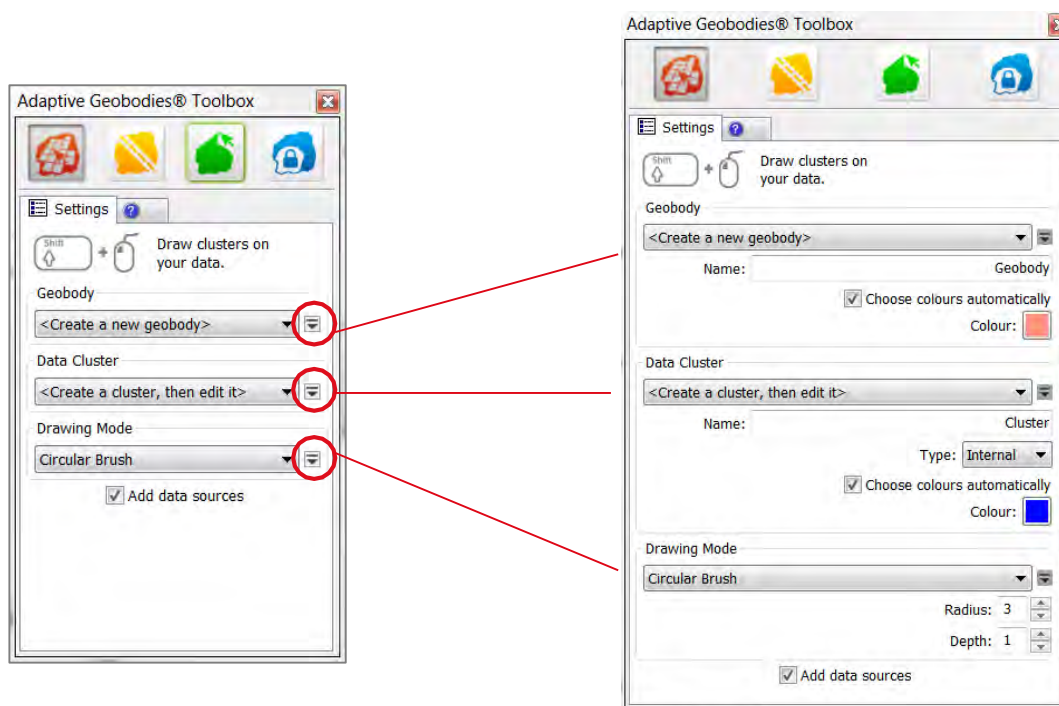 Adaptive Geobodies® Toolbox
Settings
Shift
+
Draw clusters on
your data.
Geobody
<Create a new geobody>
Data Cluster
<Create a cluster, then edit it>
Drawing Mode
Circular Brush
Add data sources
Adaptive Geobodies® Toolbox
Settings
Shift
+
Draw clusters on
your data.
Geobody
<Create a new geobody>
Name: Geobody
Choose colours automatically
Colour:
Data Cluster
<Create a cluster, then edit it>
Name: Cluster
Type: Internal
Choose colours automatically
Colour:
Drawing Mode
Circular Brush
Radius: 3
Depth: 1
Add data sources